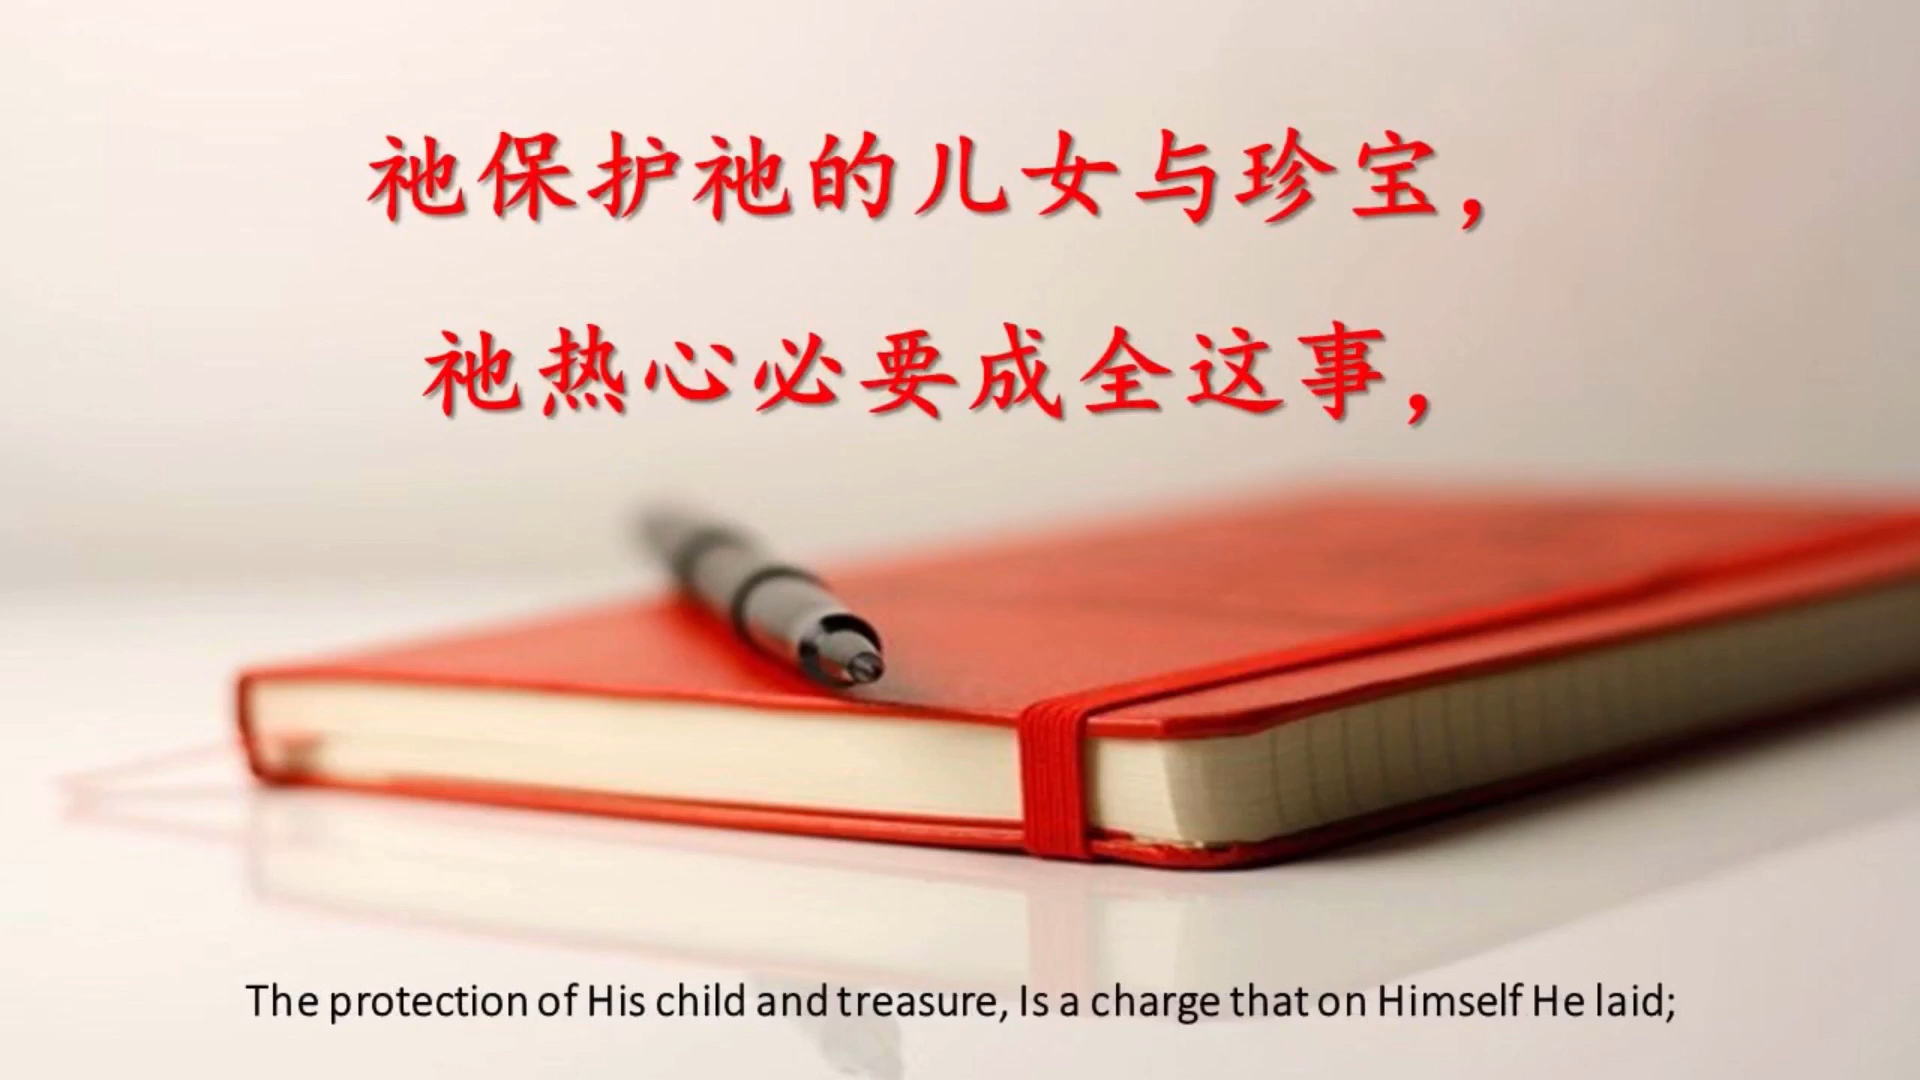 祂保护祂的儿女与珍宝，
祂热心必要成全这事，
The protection of His child and treasure, Is a charge that on Himself He laid;